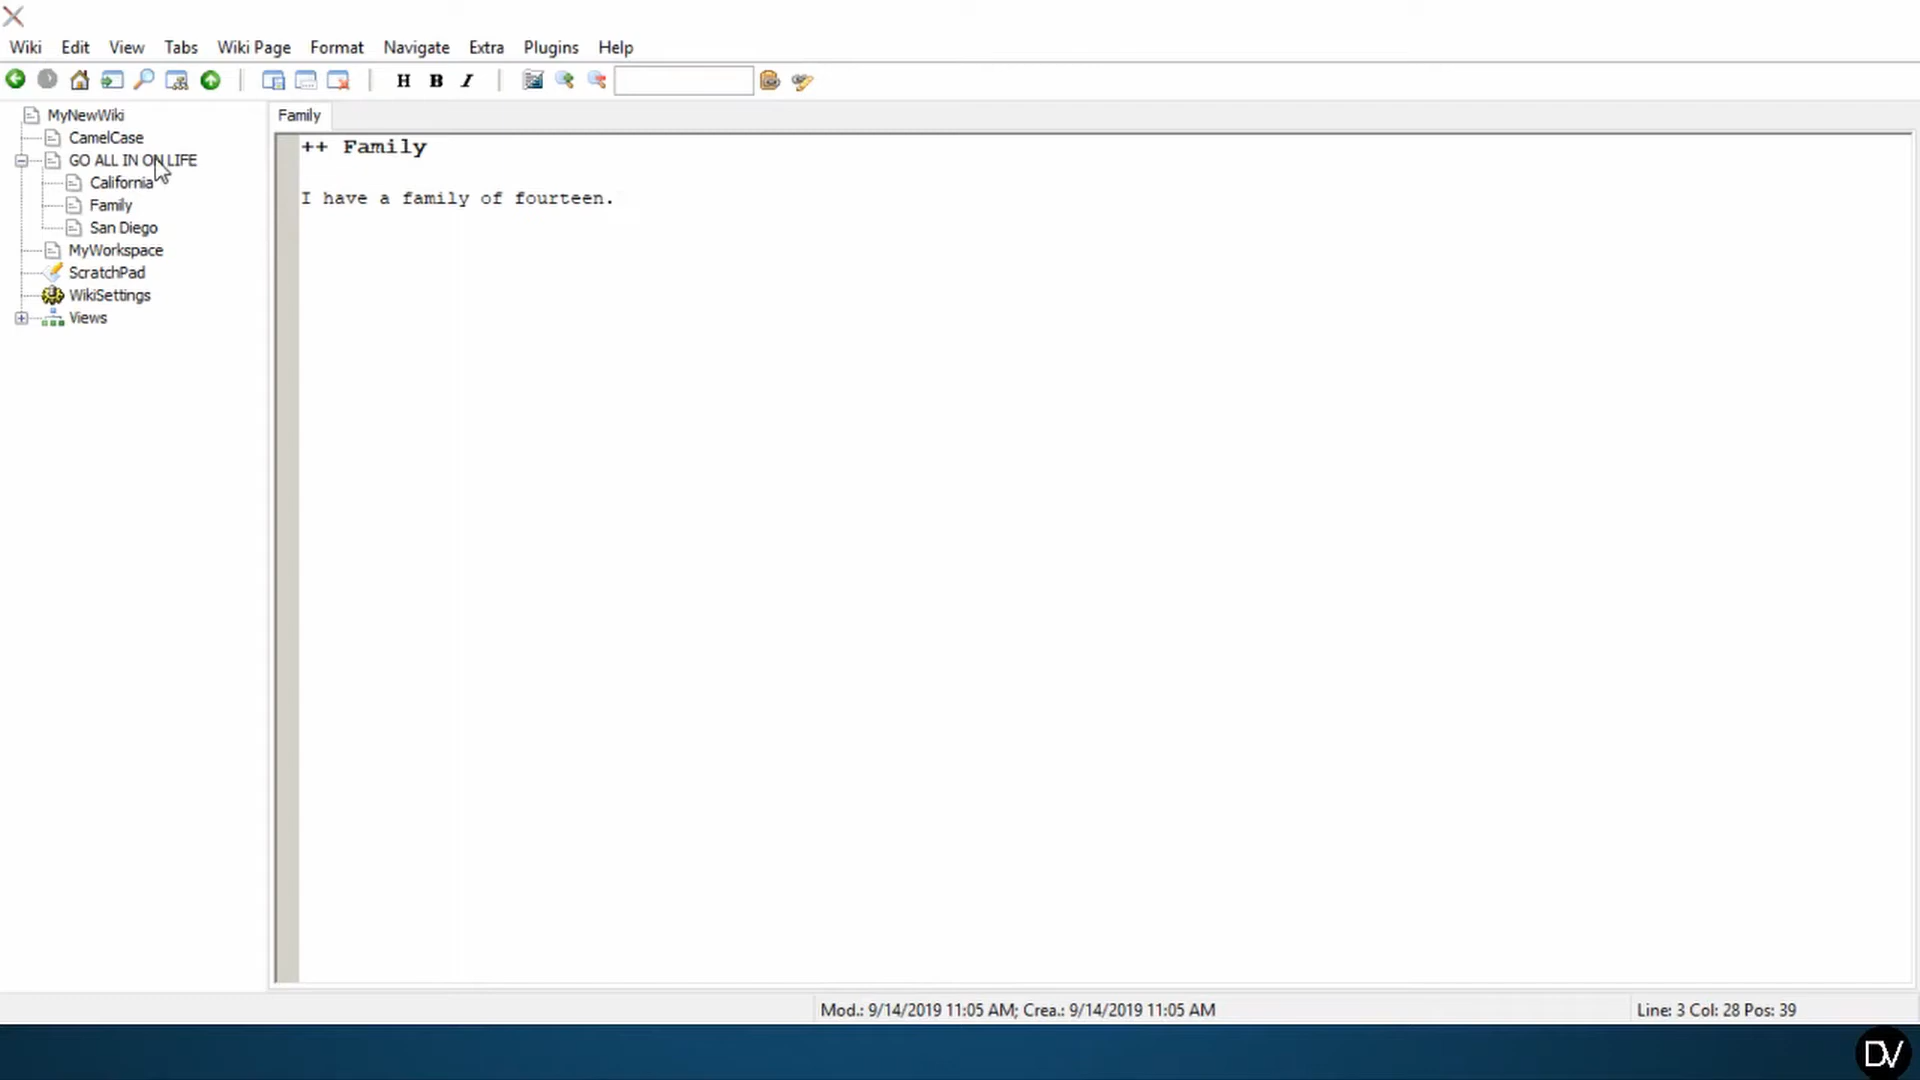 Wiki Edit View Tabs Wiki Page Format Navigate Extra Plugins Help
H B I
MyNewWiki
CamelCase
GO ALL IN ON LIFE
California
Family
San Diego
MyWorkspace
ScratchPad
WikiSettings
Views
Family
++ Family
I have a family of fourteen.
Mod.: 9/14/2019 11:05 AM; Crea.: 9/14/2019 11:05 AM
Line: 3 Col: 28 Pos: 39
DV